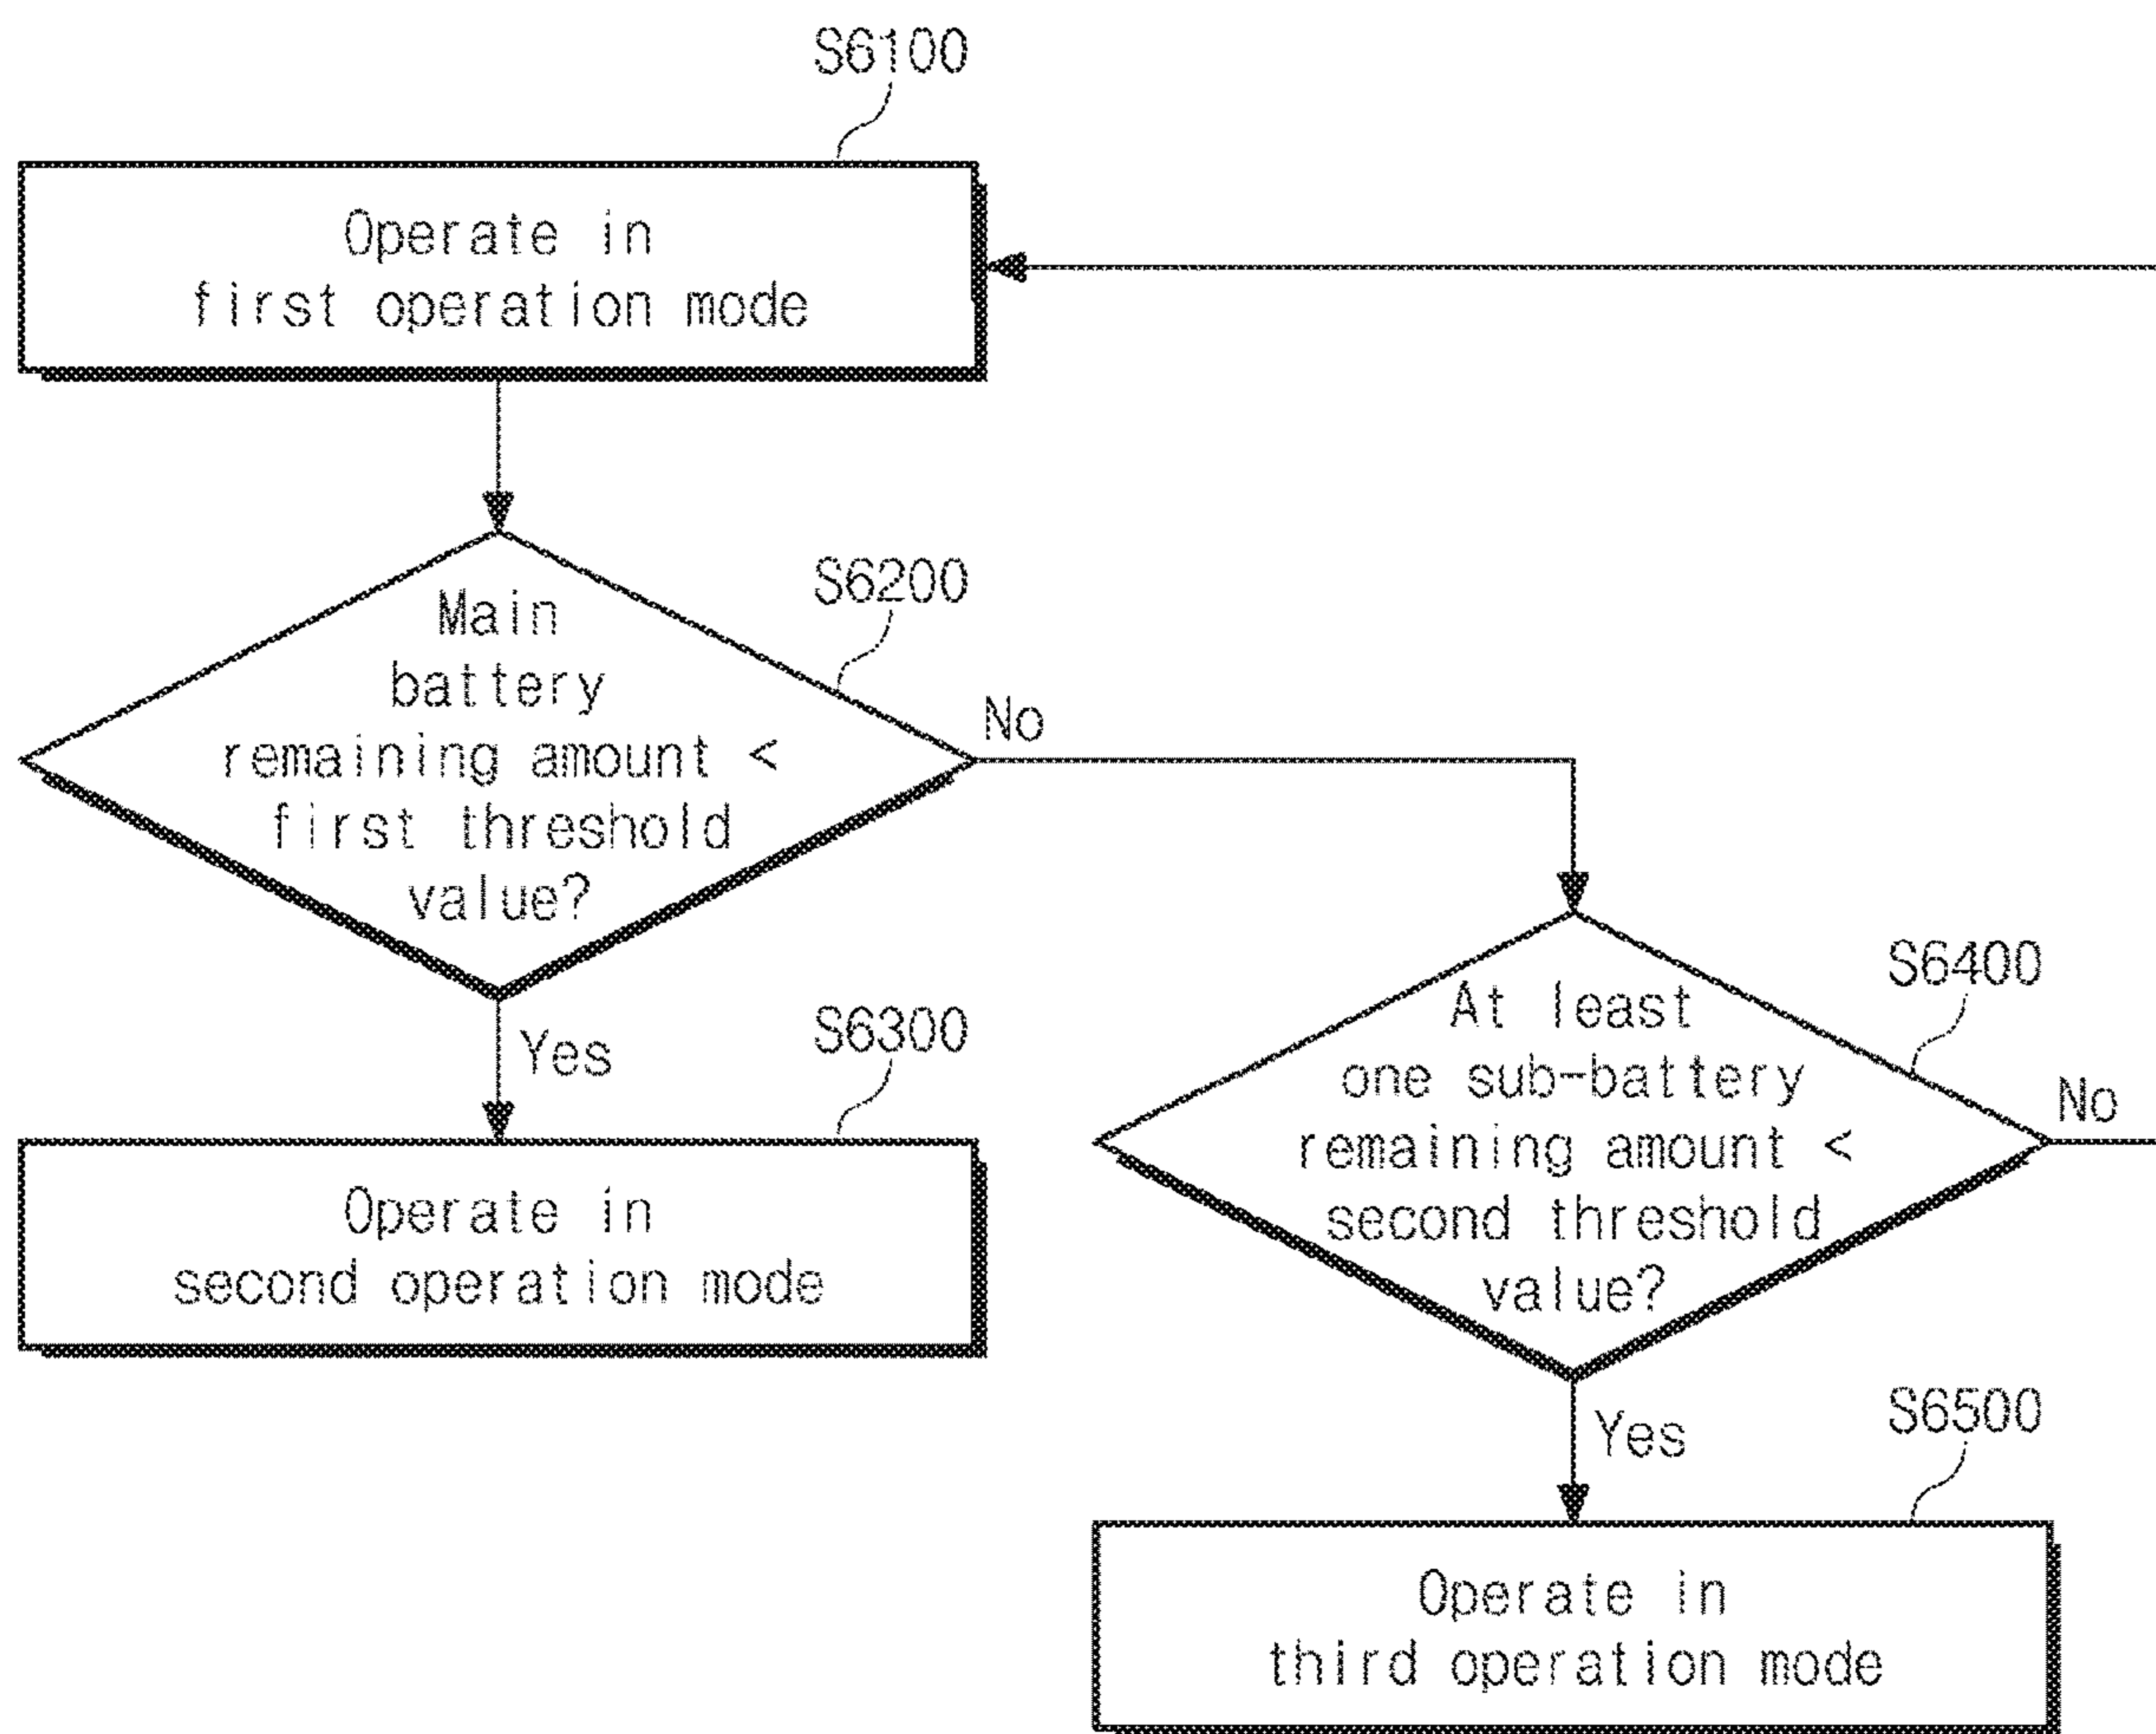 S6100
Operate in
first operation mode
S6200
Main
battery
remaining amount <
first threshold
value?
No
Yes
S6300
Operate in
second operation mode
S6400
At least
one sub-battery
remaining amount <
second threshold
value?
No
Yes
S6500
Operate in
third operation mode